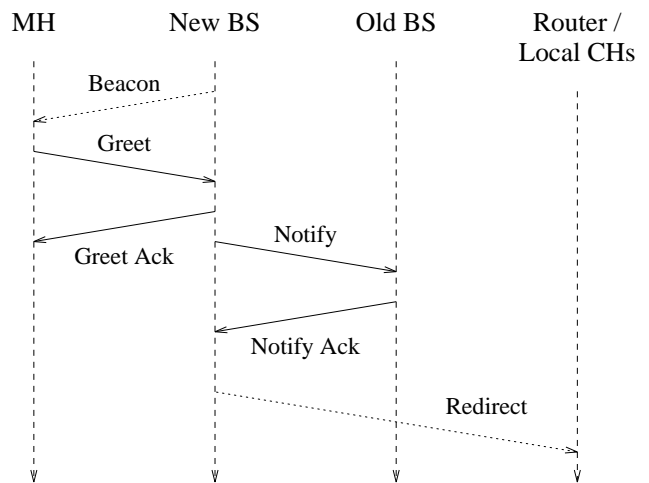 MH
New BS
Old BS
Router /
Local CHs
Beacon
Greet
Greet Ack
Notify
Notify Ack
Redirect